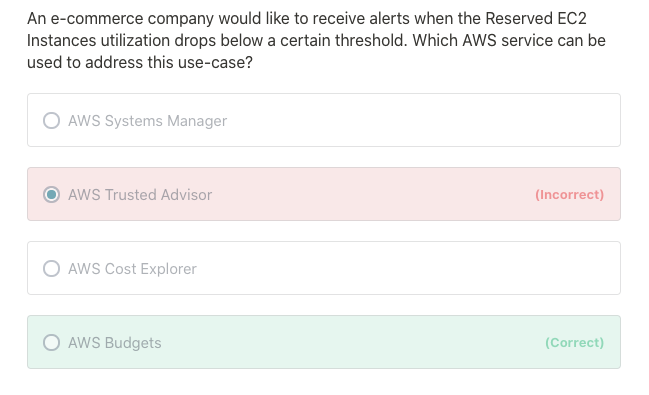 An e-commerce company would like to receive alerts when the Reserved EC2
Instances utilization drops below a certain threshold. Which AWS service can be
used to address this use-case?
AWS Systems Manager
AWS Trusted Advisor (Incorrect)
AWS Cost Explorer
AWS Budgets (Correct)